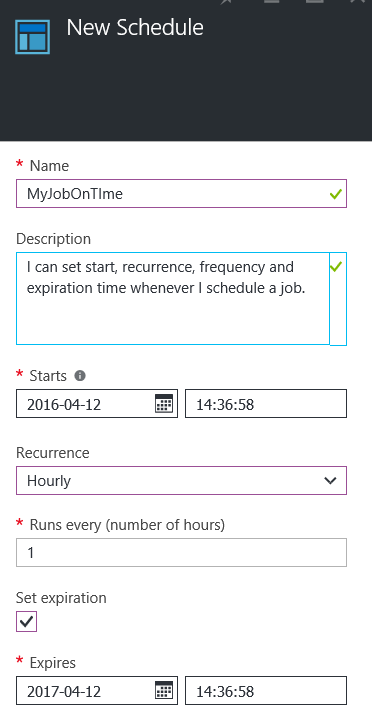 New Schedule
* Name
MyJobOnTIme
Description
I can set start, recurrence, frequency and
expiration time whenever I schedule a job.
* Starts
2016-04-12 14:36:58
Recurrence
Hourly
* Runs every (number of hours)
1
Set expiration
* Expires
2017-04-12 14:36:58